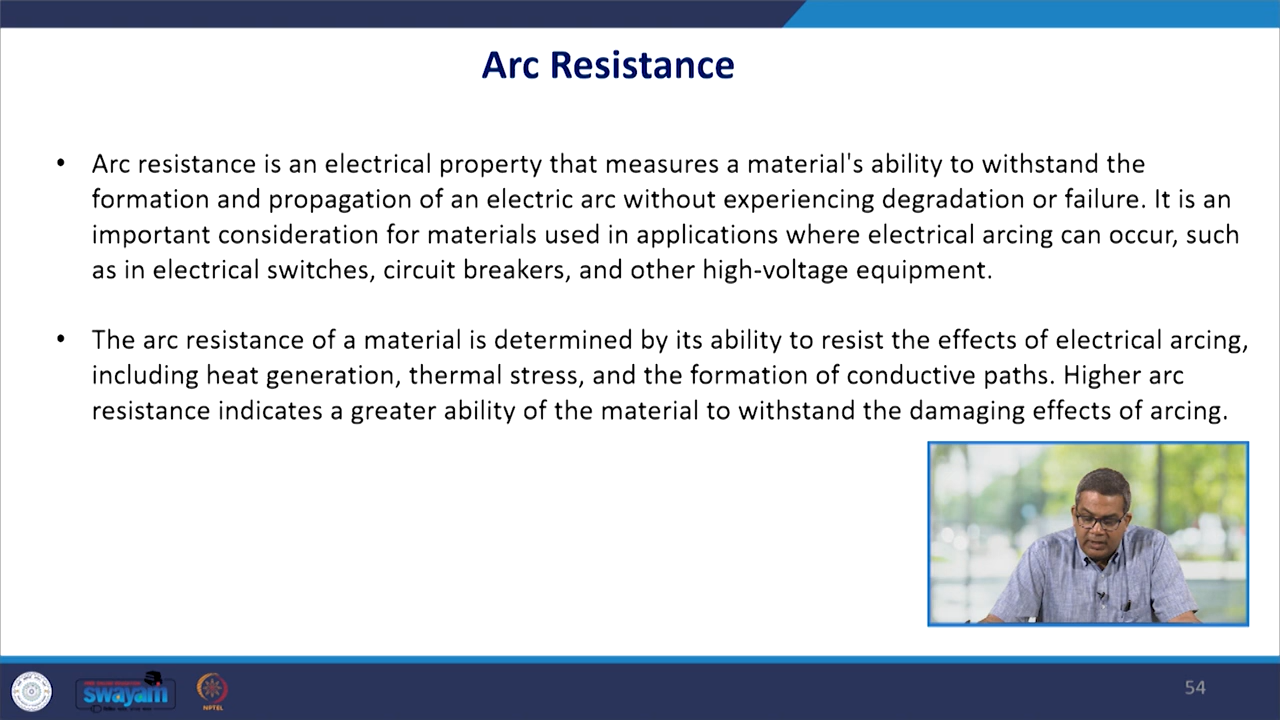 Arc Resistance
• Arc resistance is an electrical property that measures a material's ability to withstand the
formation and propagation of an electric arc without experiencing degradation or failure. It is an
important consideration for materials used in applications where electrical arcing can occur, such
as in electrical switches, circuit breakers, and other high-voltage equipment.
• The arc resistance of a material is determined by its ability to resist the effects of electrical arcing,
including heat generation, thermal stress, and the formation of conductive paths. Higher arc
resistance indicates a greater ability of the material to withstand the damaging effects of arcing.
swayam
NPTEL
54